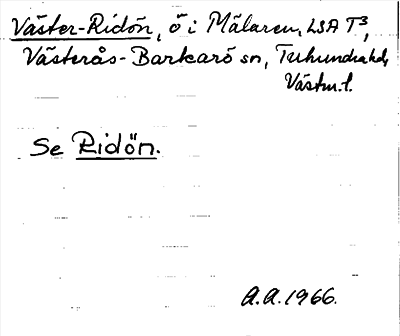 Väster-Ridön, ö i Mälaren, LSA T³,
Västerås-Barkarö sn, Tuhundra hd,
Västm. l.
Se Ridön.
A.A. 1966.